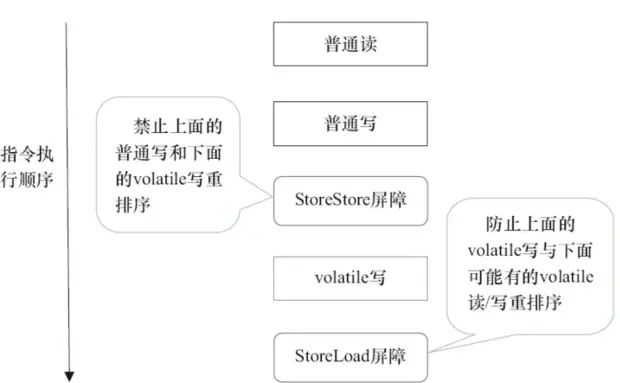 普通读
禁止上面的
普通写和下面
的volatile写重
排序
普通写
指令执
行顺序
StoreStore屏障
防止上面的
volatile写与下面
可能有的volatile
读/写重排序
volatile写
StoreLoad屏障